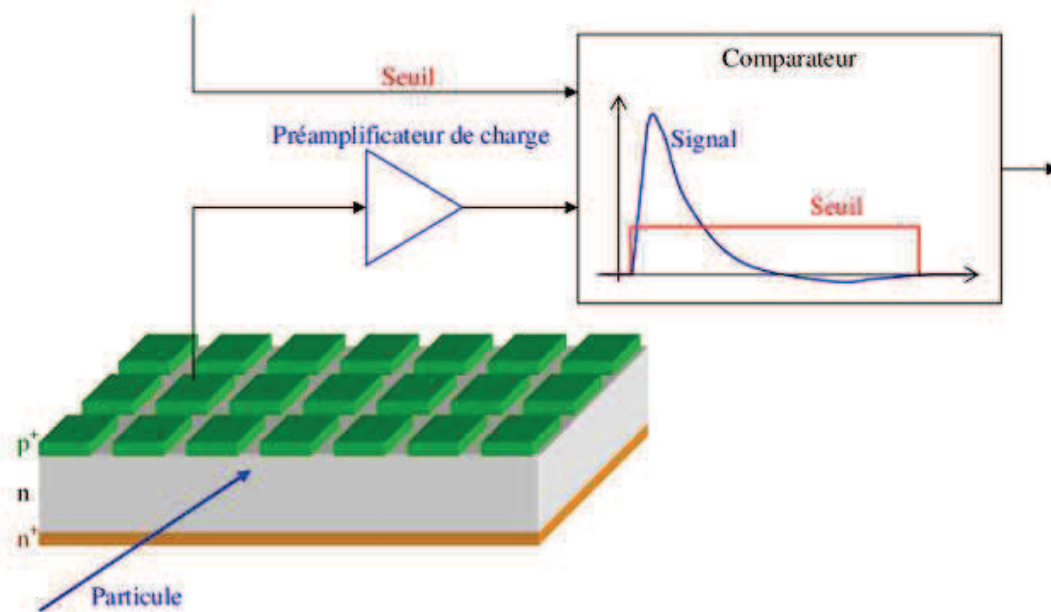 Comparateur
Seuil
Signal
Préamplificateur de charge
Seuil
p+
n
n+
Particule